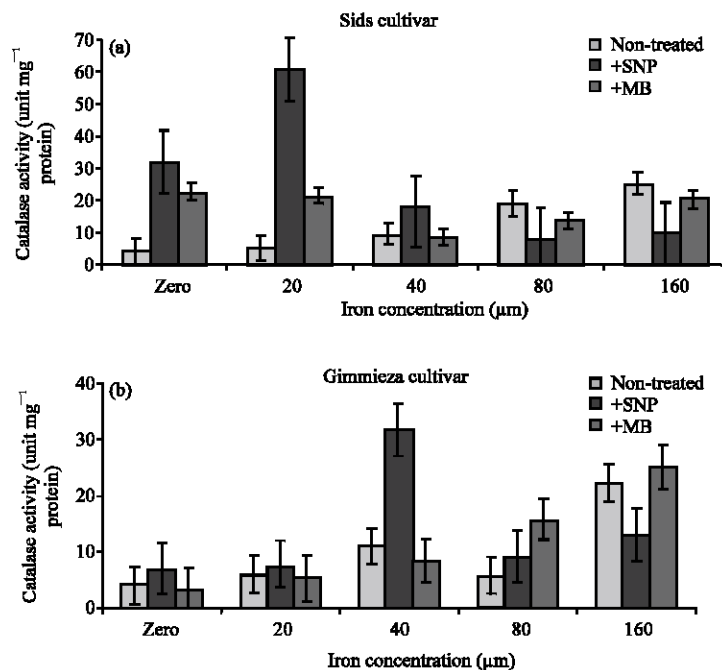 Sids cultivar
(a)
Non-treated
+SNP
+MB
70
60
50
40
30
20
10
0
Catalase activity (unit mg⁻¹
protein)
Zero 20 40 80 160
Iron concentration (µm)
Gimmieza cultivar
(b)
Non-treated
+SNP
+MB
40
30
20
10
0
Catalase activity (unit mg⁻¹
protein)
Zero 20 40 80 160
Iron concentration (µm)